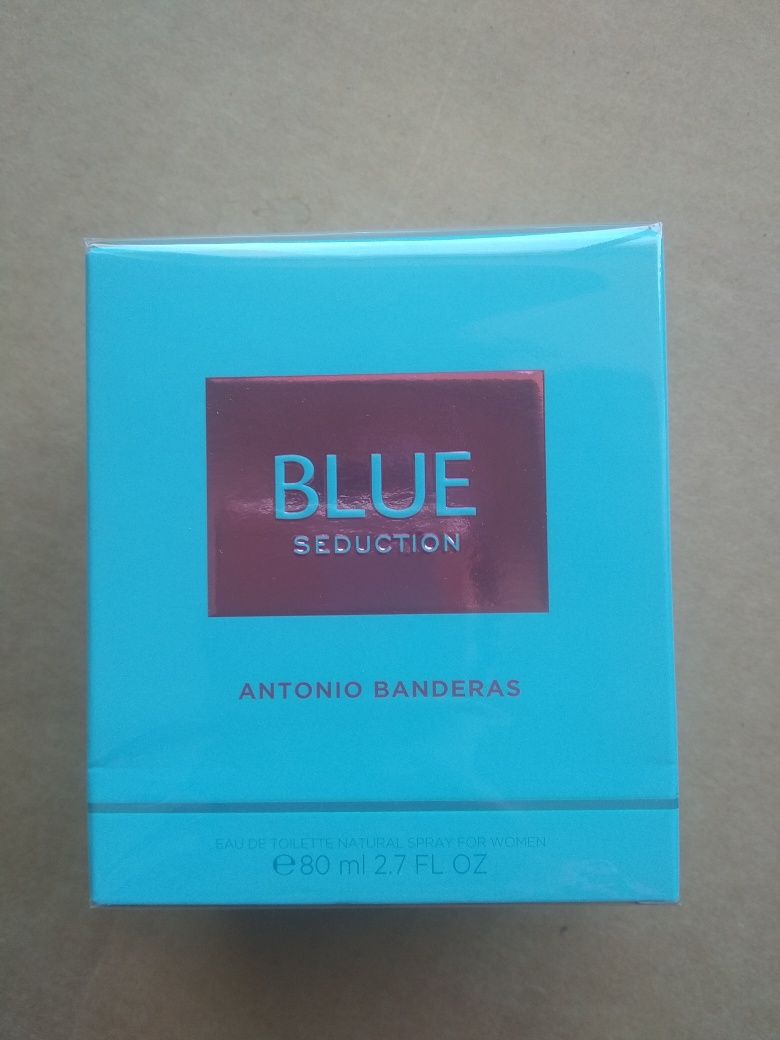 BLUE
SEDUCTION
ANTONIO BANDERAS
EAU DE TOILETTE NATURAL SPRAY FOR WOMEN
℮80 ml 2.7 FL OZ